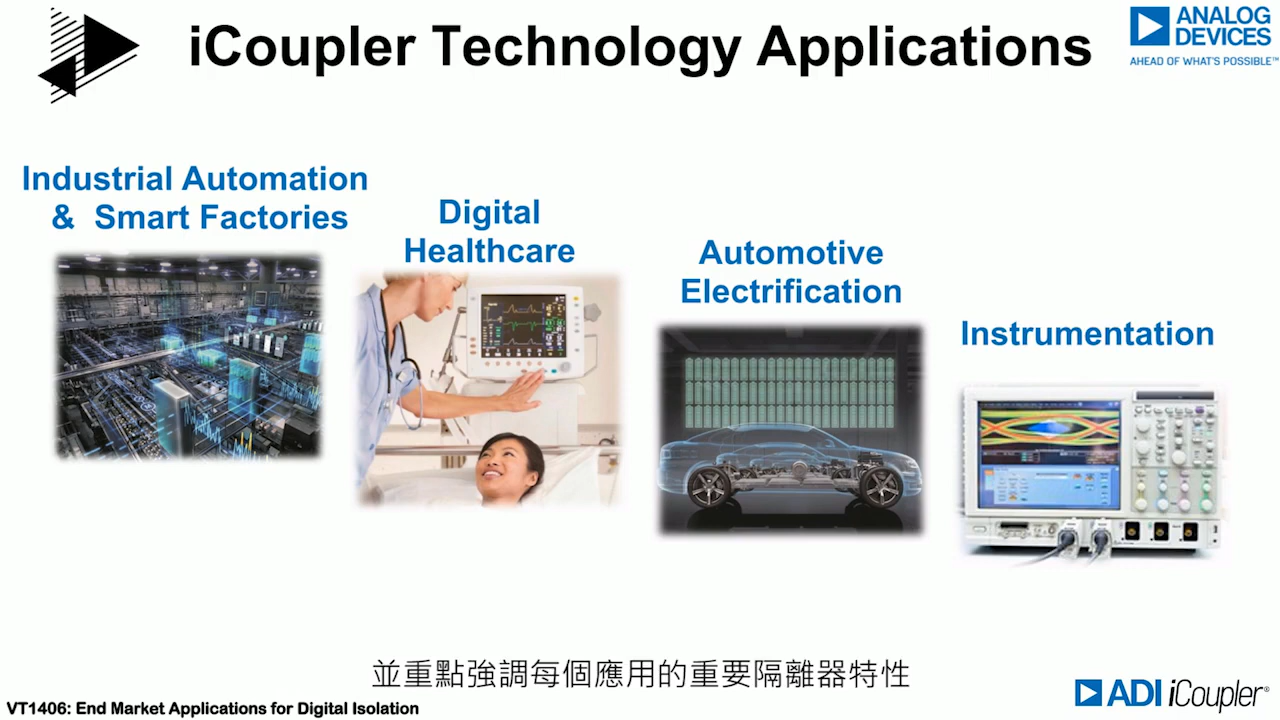 iCoupler Technology Applications
ANALOG
DEVICES
AHEAD OF WHAT'S POSSIBLE™
Industrial Automation
& Smart Factories
Digital
Healthcare
Automotive
Electrification
Instrumentation
並重點強調每個應用的重要隔離器特性
VT1406: End Market Applications for Digital Isolation
ADI iCoupler®